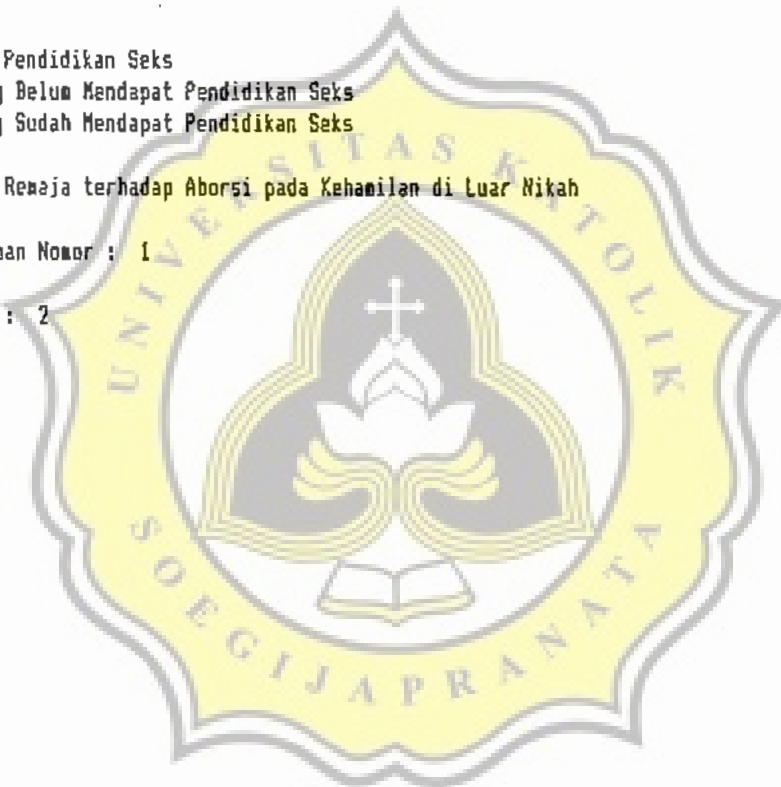 Pendidikan Seks
g Belum Mendapat Pendidikan Seks
g Sudah Mendapat Pendidikan Seks
Remaja terhadap Aborsi pada Kehamilan di Luar Nikah
aan Nomor : 1
: 2
UNIVERSITAS KATOLIK
SOEGIJAPRANATA